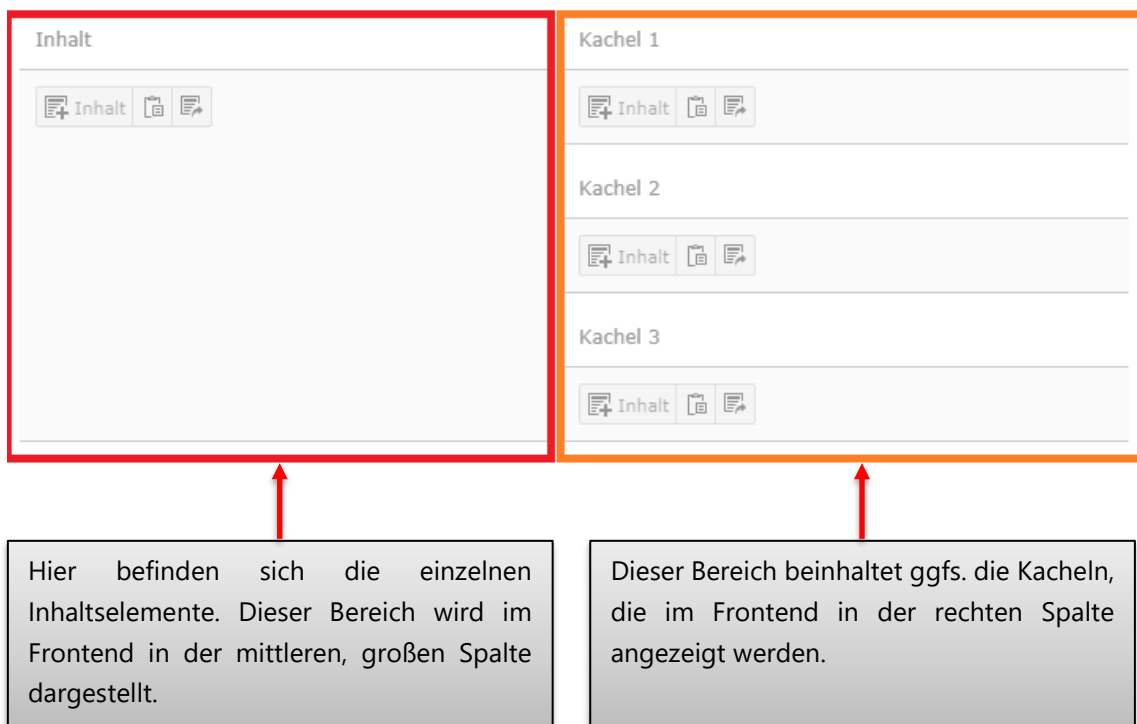 Inhalt
Inhalt
Kachel 1
Inhalt
Kachel 2
Inhalt
Kachel 3
Inhalt
Hier befinden sich die einzelnen
Inhaltselemente. Dieser Bereich wird im
Frontend in der mittleren, großen Spalte
dargestellt.
Dieser Bereich beinhaltet ggfs. die Kacheln,
die im Frontend in der rechten Spalte
angezeigt werden.